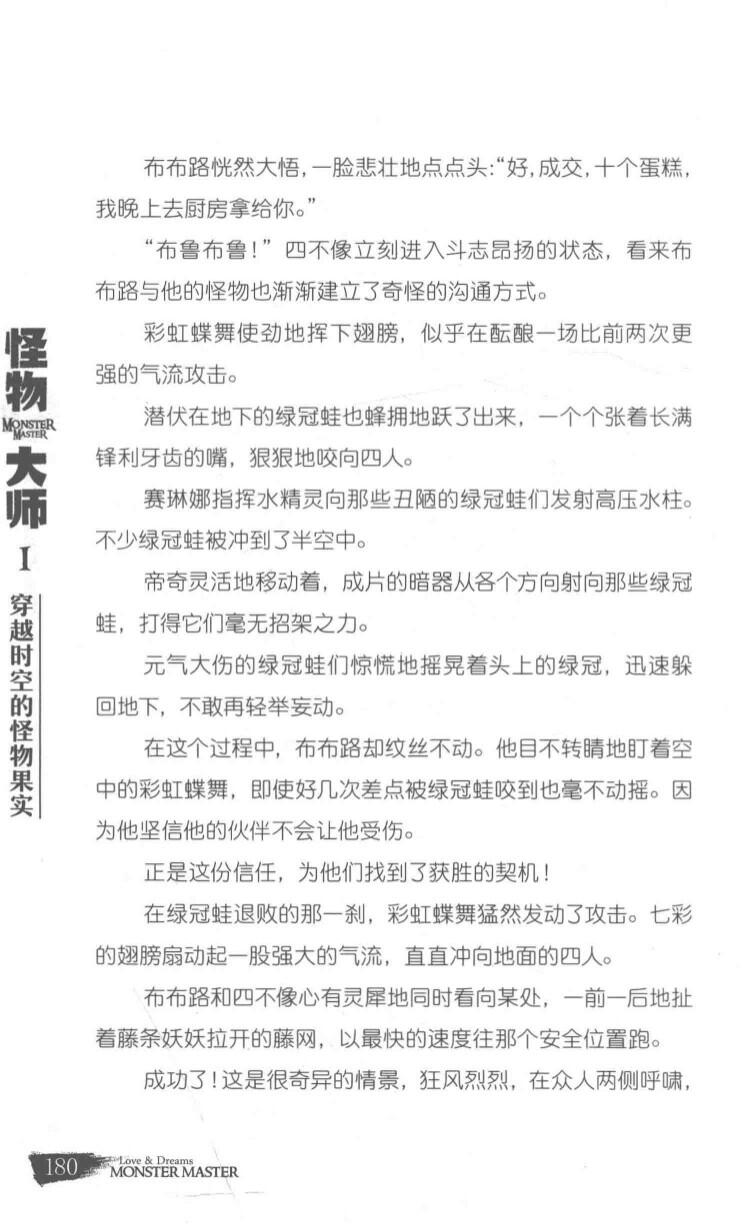 布布路恍然大悟，一脸悲壮地点点头：“好，成交，十个蛋糕，
我晚上去厨房拿给你。”
“布鲁布鲁！”四不像立刻进入斗志昂扬的状态，看来布
布路与他的怪物也渐渐建立了奇怪的沟通方式。
彩虹蝶舞使劲地挥下翅膀，似乎在酝酿一场比前两次更
强的气流攻击。
潜伏在地下的绿冠蛙也蜂拥地跃了出来，一个个张着长满
锋利牙齿的嘴，狠狠地咬向四人。
赛琳娜指挥水精灵向那些丑陋的绿冠蛙们发射高压水柱。
不少绿冠蛙被冲到了半空中。
帝奇灵活地移动着，成片的暗器从各个方向射向那些绿冠
蛙，打得它们毫无招架之力。
元气大伤的绿冠蛙们惊慌地摇晃着头上的绿冠，迅速躲
回地下，不敢再轻举妄动。
在这个过程中，布布路却纹丝不动。他目不转睛地盯着空
中的彩虹蝶舞，即使好几次差点被绿冠蛙咬到也毫不动摇。因
为他坚信他的伙伴不会让他受伤。
正是这份信任，为他们找到了获胜的契机！
在绿冠蛙退败的那一刹，彩虹蝶舞猛然发动了攻击。七彩
的翅膀扇动起一股强大的气流，直直冲向地面的四人。
布布路和四不像心有灵犀地同时看向某处，一前一后地扯
着藤条妖妖拉开的藤网，以最快的速度往那个安全位置跑。
成功了！这是很奇异的情景，狂风烈烈，在众人两侧呼啸，
怪物
MONSTER
MASTER
大师
I
穿越时空的怪物果实
180
Love & Dreams
MONSTER MASTER